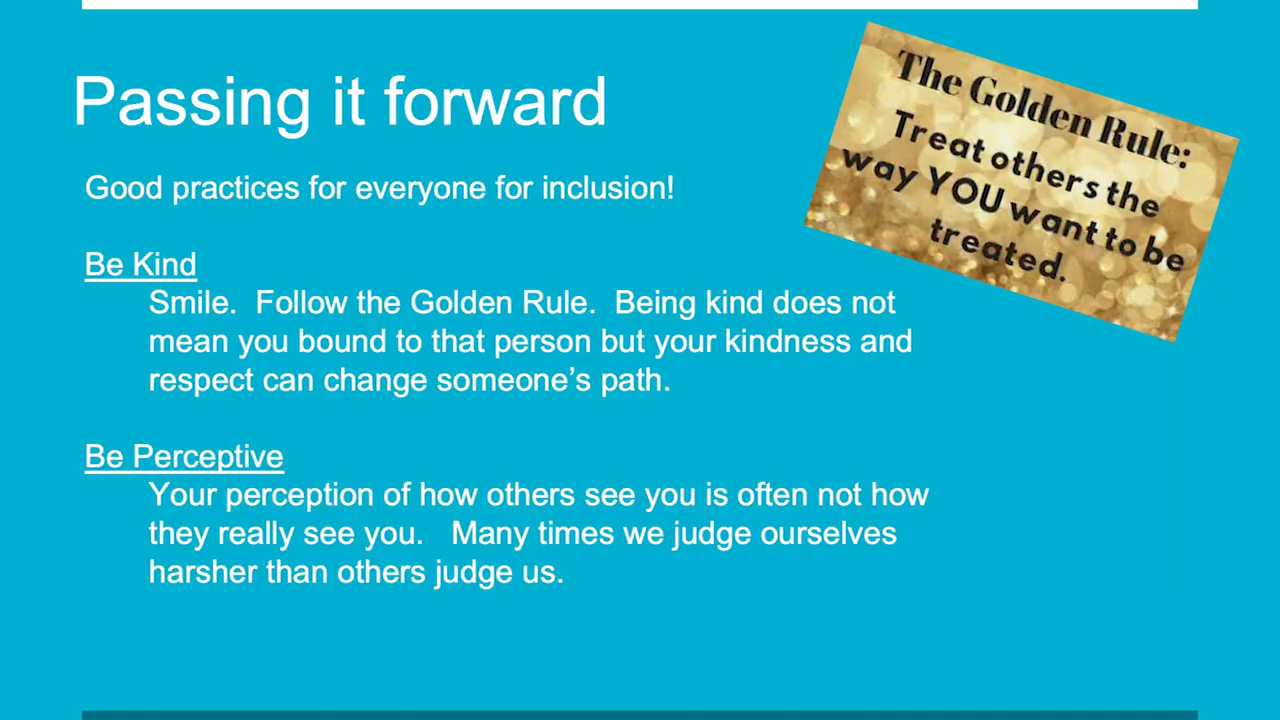 Passing it forward
Good practices for everyone for inclusion!
Be Kind
Smile.  Follow the Golden Rule.  Being kind does not
mean you bound to that person but your kindness and
respect can change someone’s path.
Be Perceptive
Your perception of how others see you is often not how
they really see you.   Many times we judge ourselves
harsher than others judge us.
The Golden Rule:
Treat others the
way YOU want to be
treated.